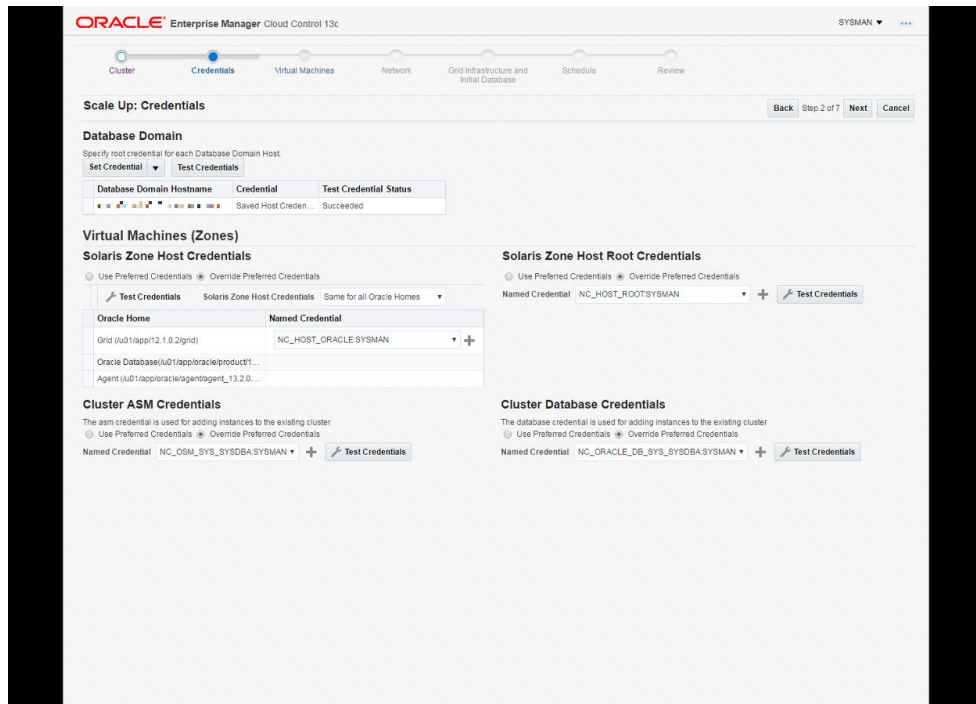 ORACLE® Enterprise Manager Cloud Control 13c
SYSMAN
Cluster
Credentials
Virtual Machines
Network
Grid Infrastructure and
Initial Database
Schedule
Review
Scale Up: Credentials
Back Step 2 of 7 Next Cancel
Database Domain
Specify root credential for each Database Domain Host.
Set Credential Test Credentials
Database Domain Hostname Credential Test Credential Status
Saved Host Creden... Succeeded
Virtual Machines (Zones)
Solaris Zone Host Credentials
Use Preferred Credentials Override Preferred Credentials
Test Credentials Solaris Zone Host Credentials Same for all Oracle Homes
Oracle Home Named Credential
Grid (/u01/app/12.1.0.2/grid) NC_HOST_ORACLE:SYSMAN
Oracle Database(/u01/app/oracle/product/1...
Agent (/u01/app/oracle/agent/agent_13.2.0....
Solaris Zone Host Root Credentials
Use Preferred Credentials Override Preferred Credentials
Named Credential NC_HOST_ROOT:SYSMAN Test Credentials
Cluster ASM Credentials
The asm credential is used for adding instances to the existing cluster
Use Preferred Credentials Override Preferred Credentials
Named Credential NC_OSM_SYS_SYSDBA:SYSMAN Test Credentials
Cluster Database Credentials
The database credential is used for adding instances to the existing cluster
Use Preferred Credentials Override Preferred Credentials
Named Credential NC_ORACLE_DB_SYS_SYSDBA:SYSMAN Test Credentials